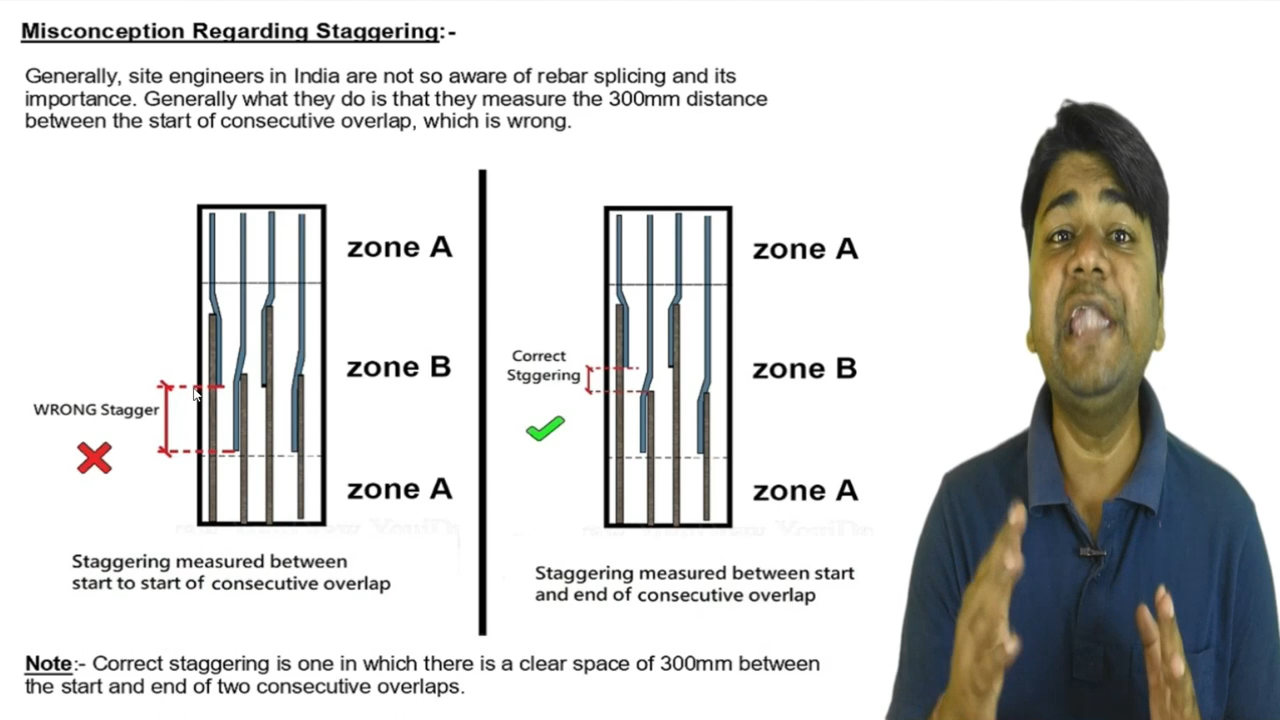 Misconception Regarding Staggering:-
Generally, site engineers in India are not so aware of rebar splicing and its
importance. Generally what they do is that they measure the 300mm distance
between the start of consecutive overlap, which is wrong.
zone A
zone B
WRONG Stagger
zone A
Staggering measured between
start to start of consecutive overlap
zone A
Correct
Stggering
zone B
zone A
Staggering measured between start
and end of consecutive overlap
Note:- Correct staggering is one in which there is a clear space of 300mm between
the start and end of two consecutive overlaps.